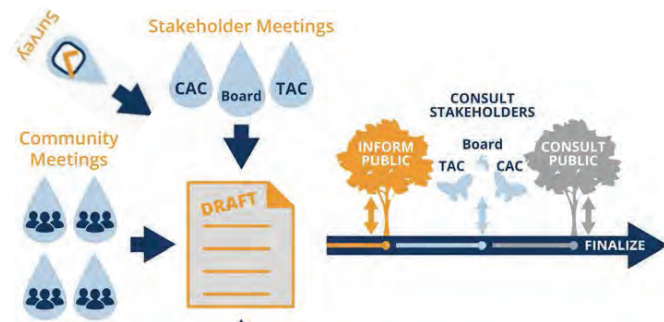 Survey
Stakeholder Meetings
CAC
Board
TAC
Community
Meetings
DRAFT
CONSULT
STAKEHOLDERS
INFORM
PUBLIC
Board
TAC
CAC
CONSULT
PUBLIC
FINALIZE